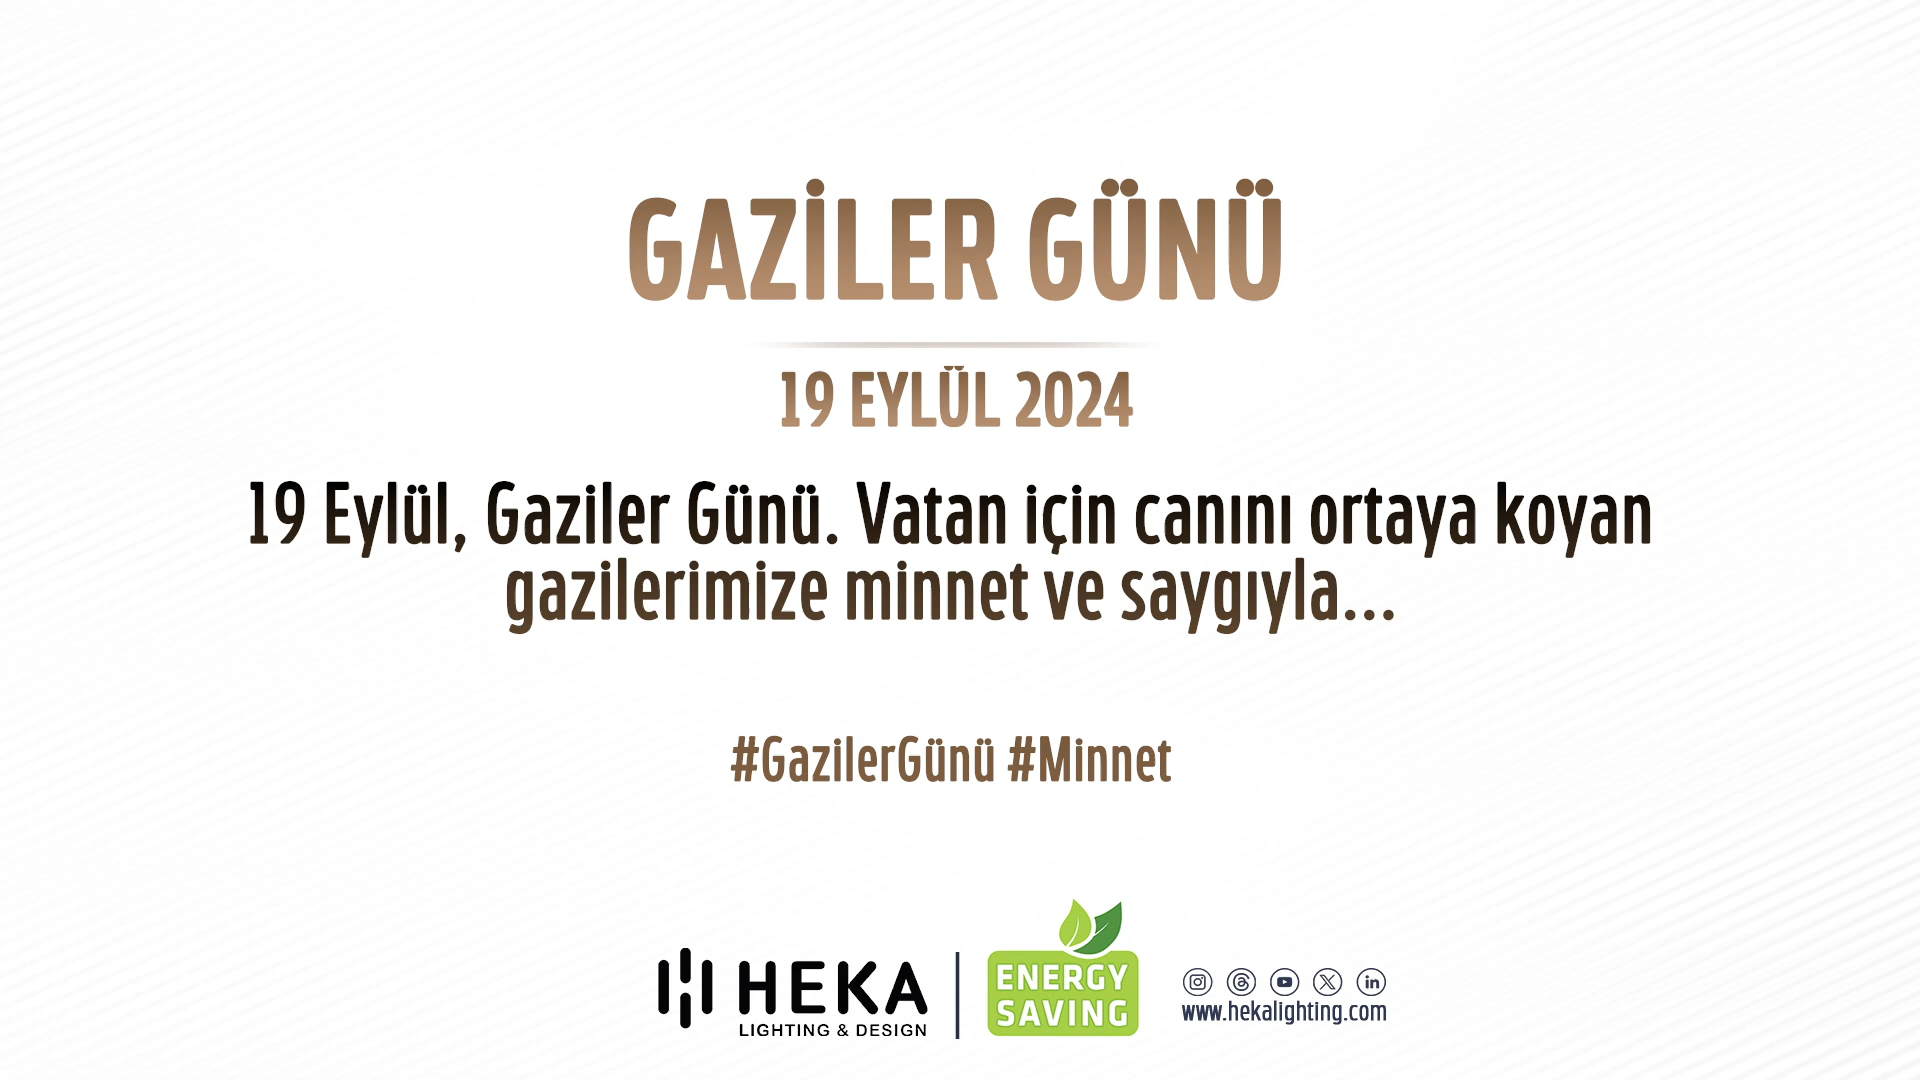 GAZİLER GÜNÜ
19 EYLÜL 2024
19 Eylül, Gaziler Günü. Vatan için canını ortaya koyan
gazilerimize minnet ve saygıyla...
#GazilerGünü #Minnet
HEKA
LIGHTING & DESIGN
ENERGY
SAVING
www.hekalighting.com